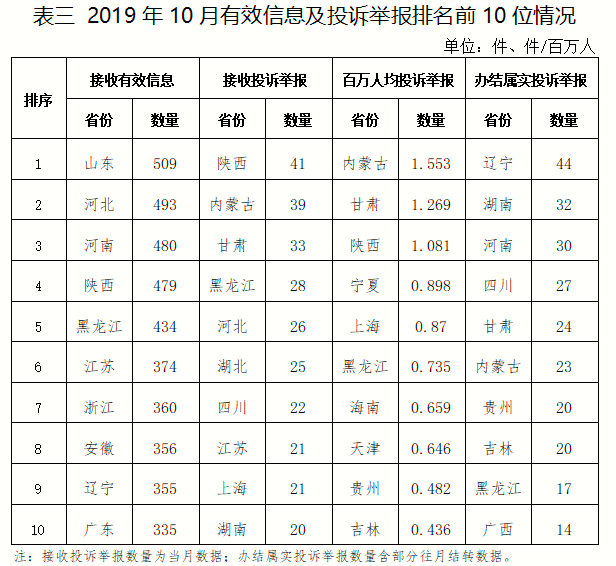 表三 2019 年 10 月有效信息及投诉举报排名前 10 位情况
单位：件、件/百万人
排序 接收有效信息 接收投诉举报 百万人均投诉举报 办结属实投诉举报
省份 数量 省份 数量 省份 数量 省份 数量
1 山东 509 陕西 41 内蒙古 1.553 辽宁 44
2 河北 493 内蒙古 39 甘肃 1.269 湖南 32
3 河南 480 甘肃 33 陕西 1.081 河南 30
4 陕西 479 黑龙江 28 宁夏 0.898 四川 27
5 黑龙江 434 河北 26 上海 0.87 甘肃 24
6 江苏 374 湖北 25 黑龙江 0.735 内蒙古 23
7 浙江 360 四川 22 海南 0.659 贵州 20
8 安徽 356 江苏 21 天津 0.646 吉林 20
9 辽宁 355 上海 21 贵州 0.482 黑龙江 17
10 广东 335 湖南 20 吉林 0.436 广西 14
注：接收投诉举报数量为当月数据；办结属实投诉举报数量含部分往月结转数据。